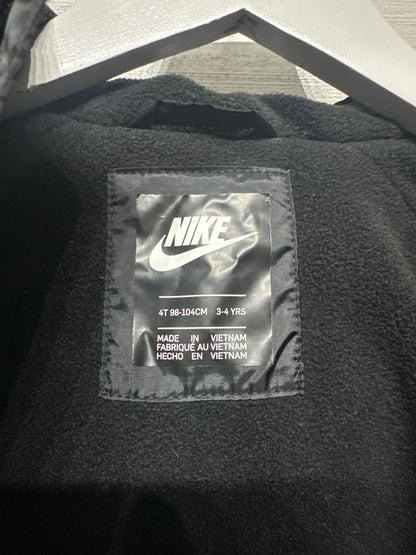 NIKE
4T 98-104CM 3-4 YRS
MADE IN VIETNAM
FABRIQUÉ AU VIETNAM
HECHO EN VIETNAM